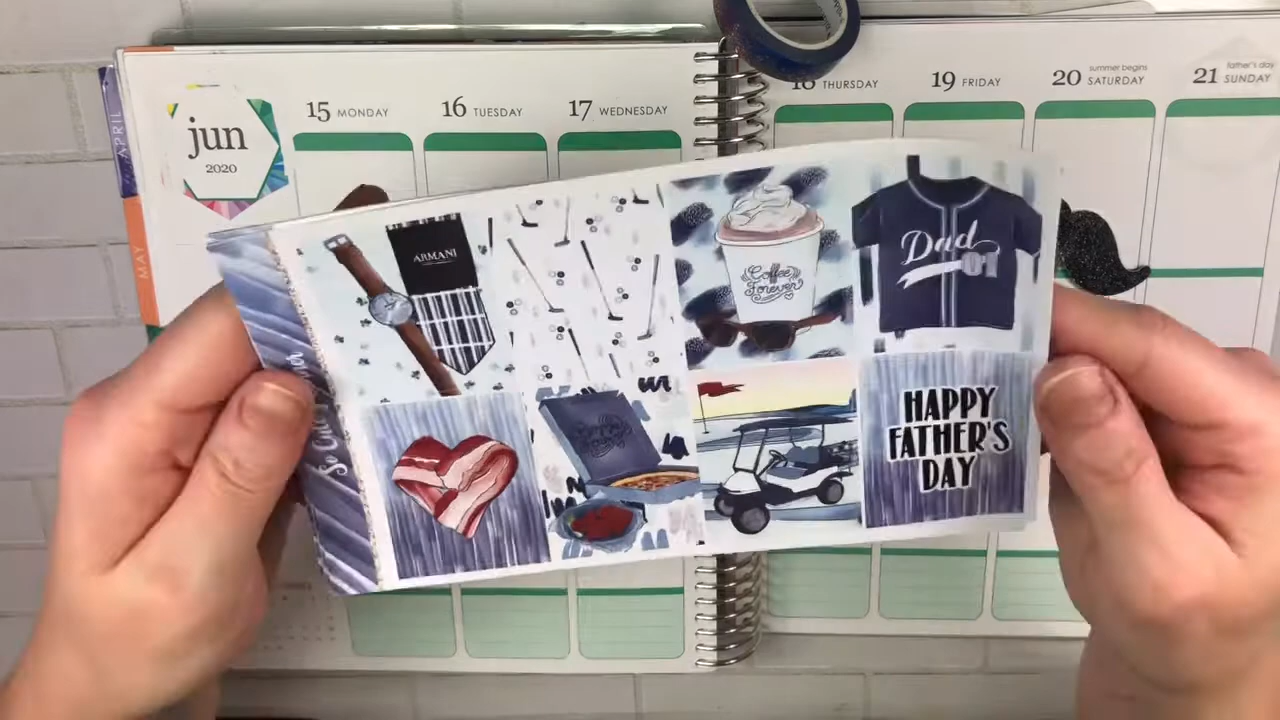 jun
2020
15 MONDAY
16 TUESDAY
17 WEDNESDAY
18 THURSDAY
19 FRIDAY
summer begins
20 SATURDAY
father's day
21 SUNDAY
APRIL
MAY
ARMANI
Coffee
Forever
Dad
01
HAPPY
FATHER'S
DAY
So